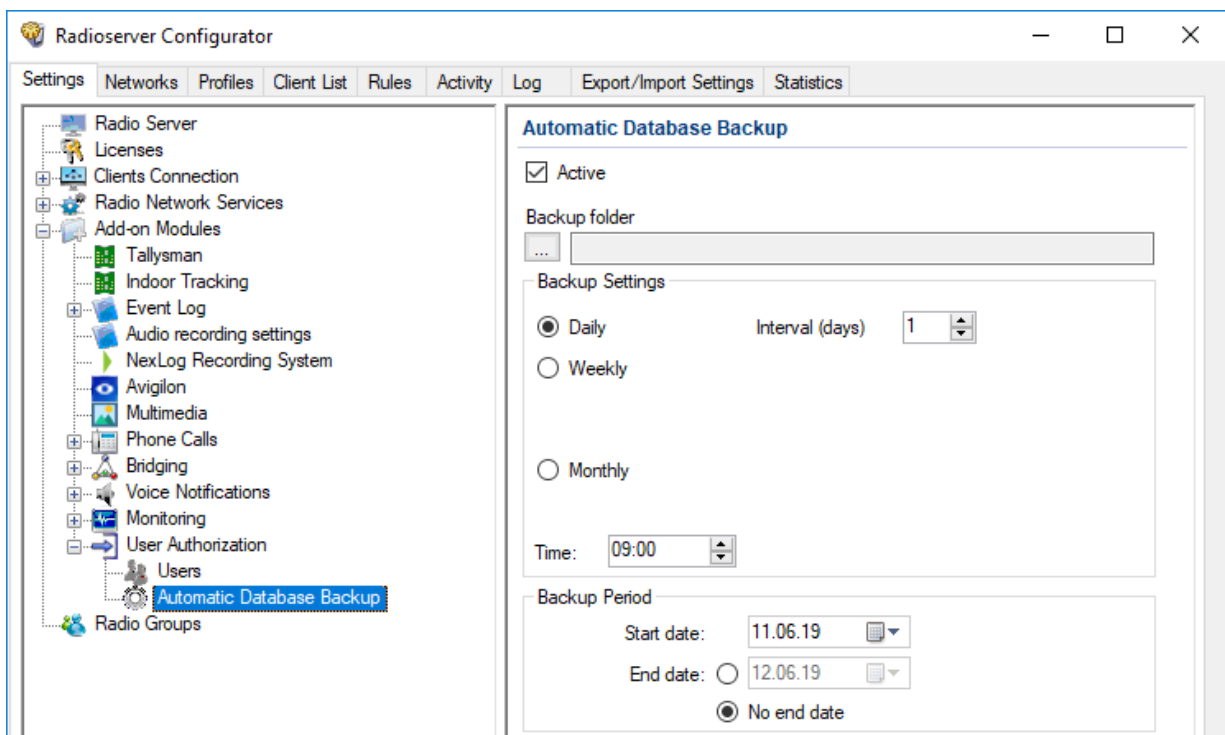 Radioserver Configurator
Settings Networks Profiles Client List Rules Activity Log Export/Import Settings Statistics
Radio Server
Licenses
Clients Connection
Radio Network Services
Add-on Modules
Tallysman
Indoor Tracking
Event Log
Audio recording settings
NexLog Recording System
Avigilon
Multimedia
Phone Calls
Bridging
Voice Notifications
Monitoring
User Authorization
Users
Automatic Database Backup
Radio Groups
Automatic Database Backup
Active
Backup folder
...
Backup Settings
Daily Interval (days) 1
Weekly
Monthly
Time: 09:00
Backup Period
Start date: 11.06.19
End date: 12.06.19
No end date